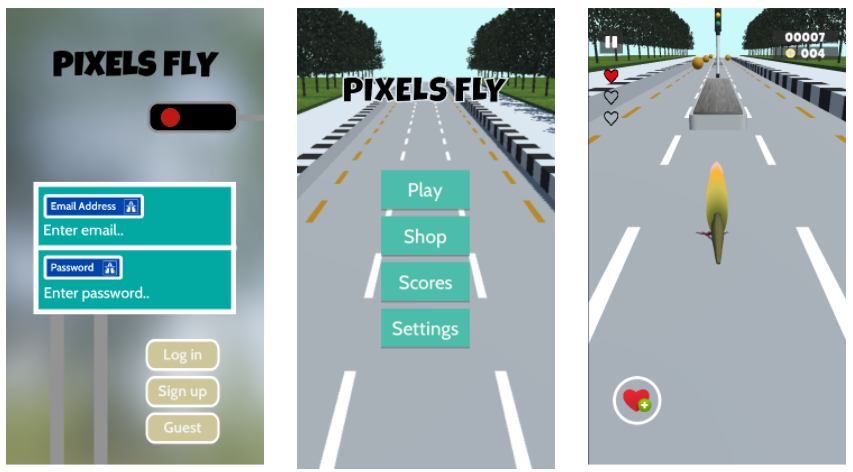 PIXELS FLY
Email Address
Enter email..
Password
Enter password..
Log in
Sign up
Guest
PIXELS FLY
Play
Shop
Scores
Settings
00007
004